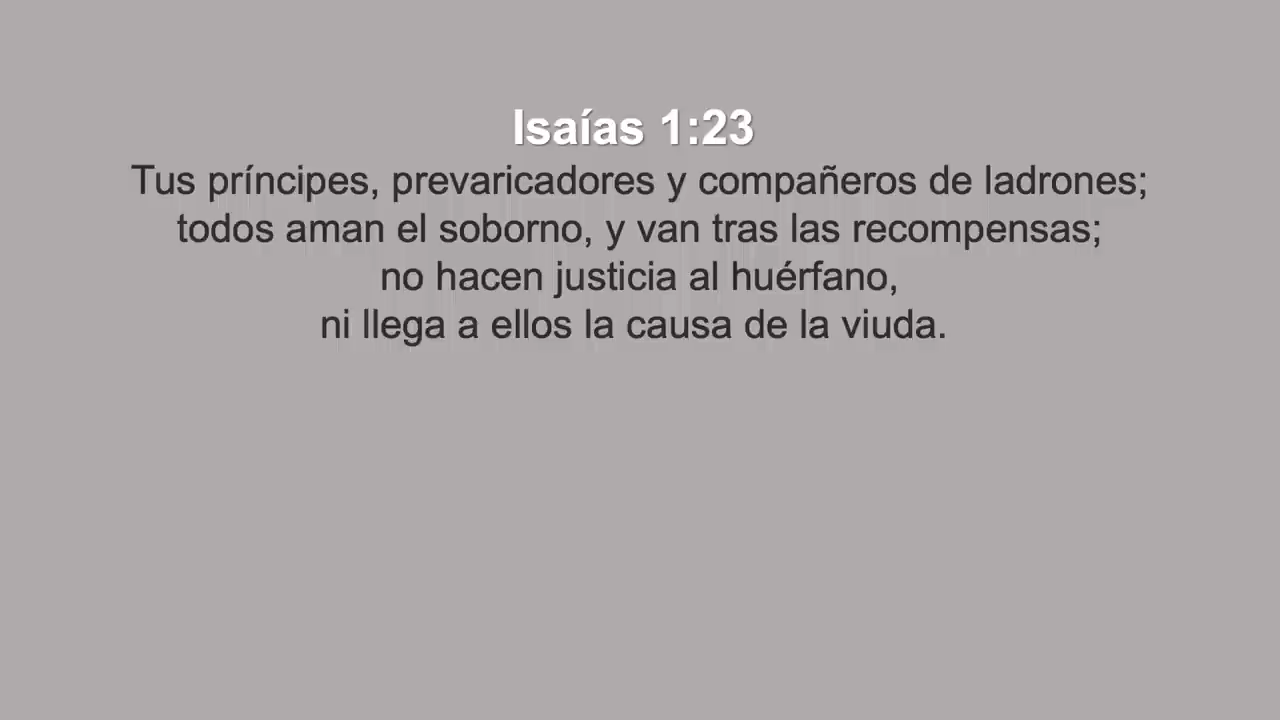 Isaías 1:23
Tus príncipes, prevaricadores y compañeros de ladrones;
todos aman el soborno, y van tras las recompensas;
no hacen justicia al huérfano,
ni llega a ellos la causa de la viuda.